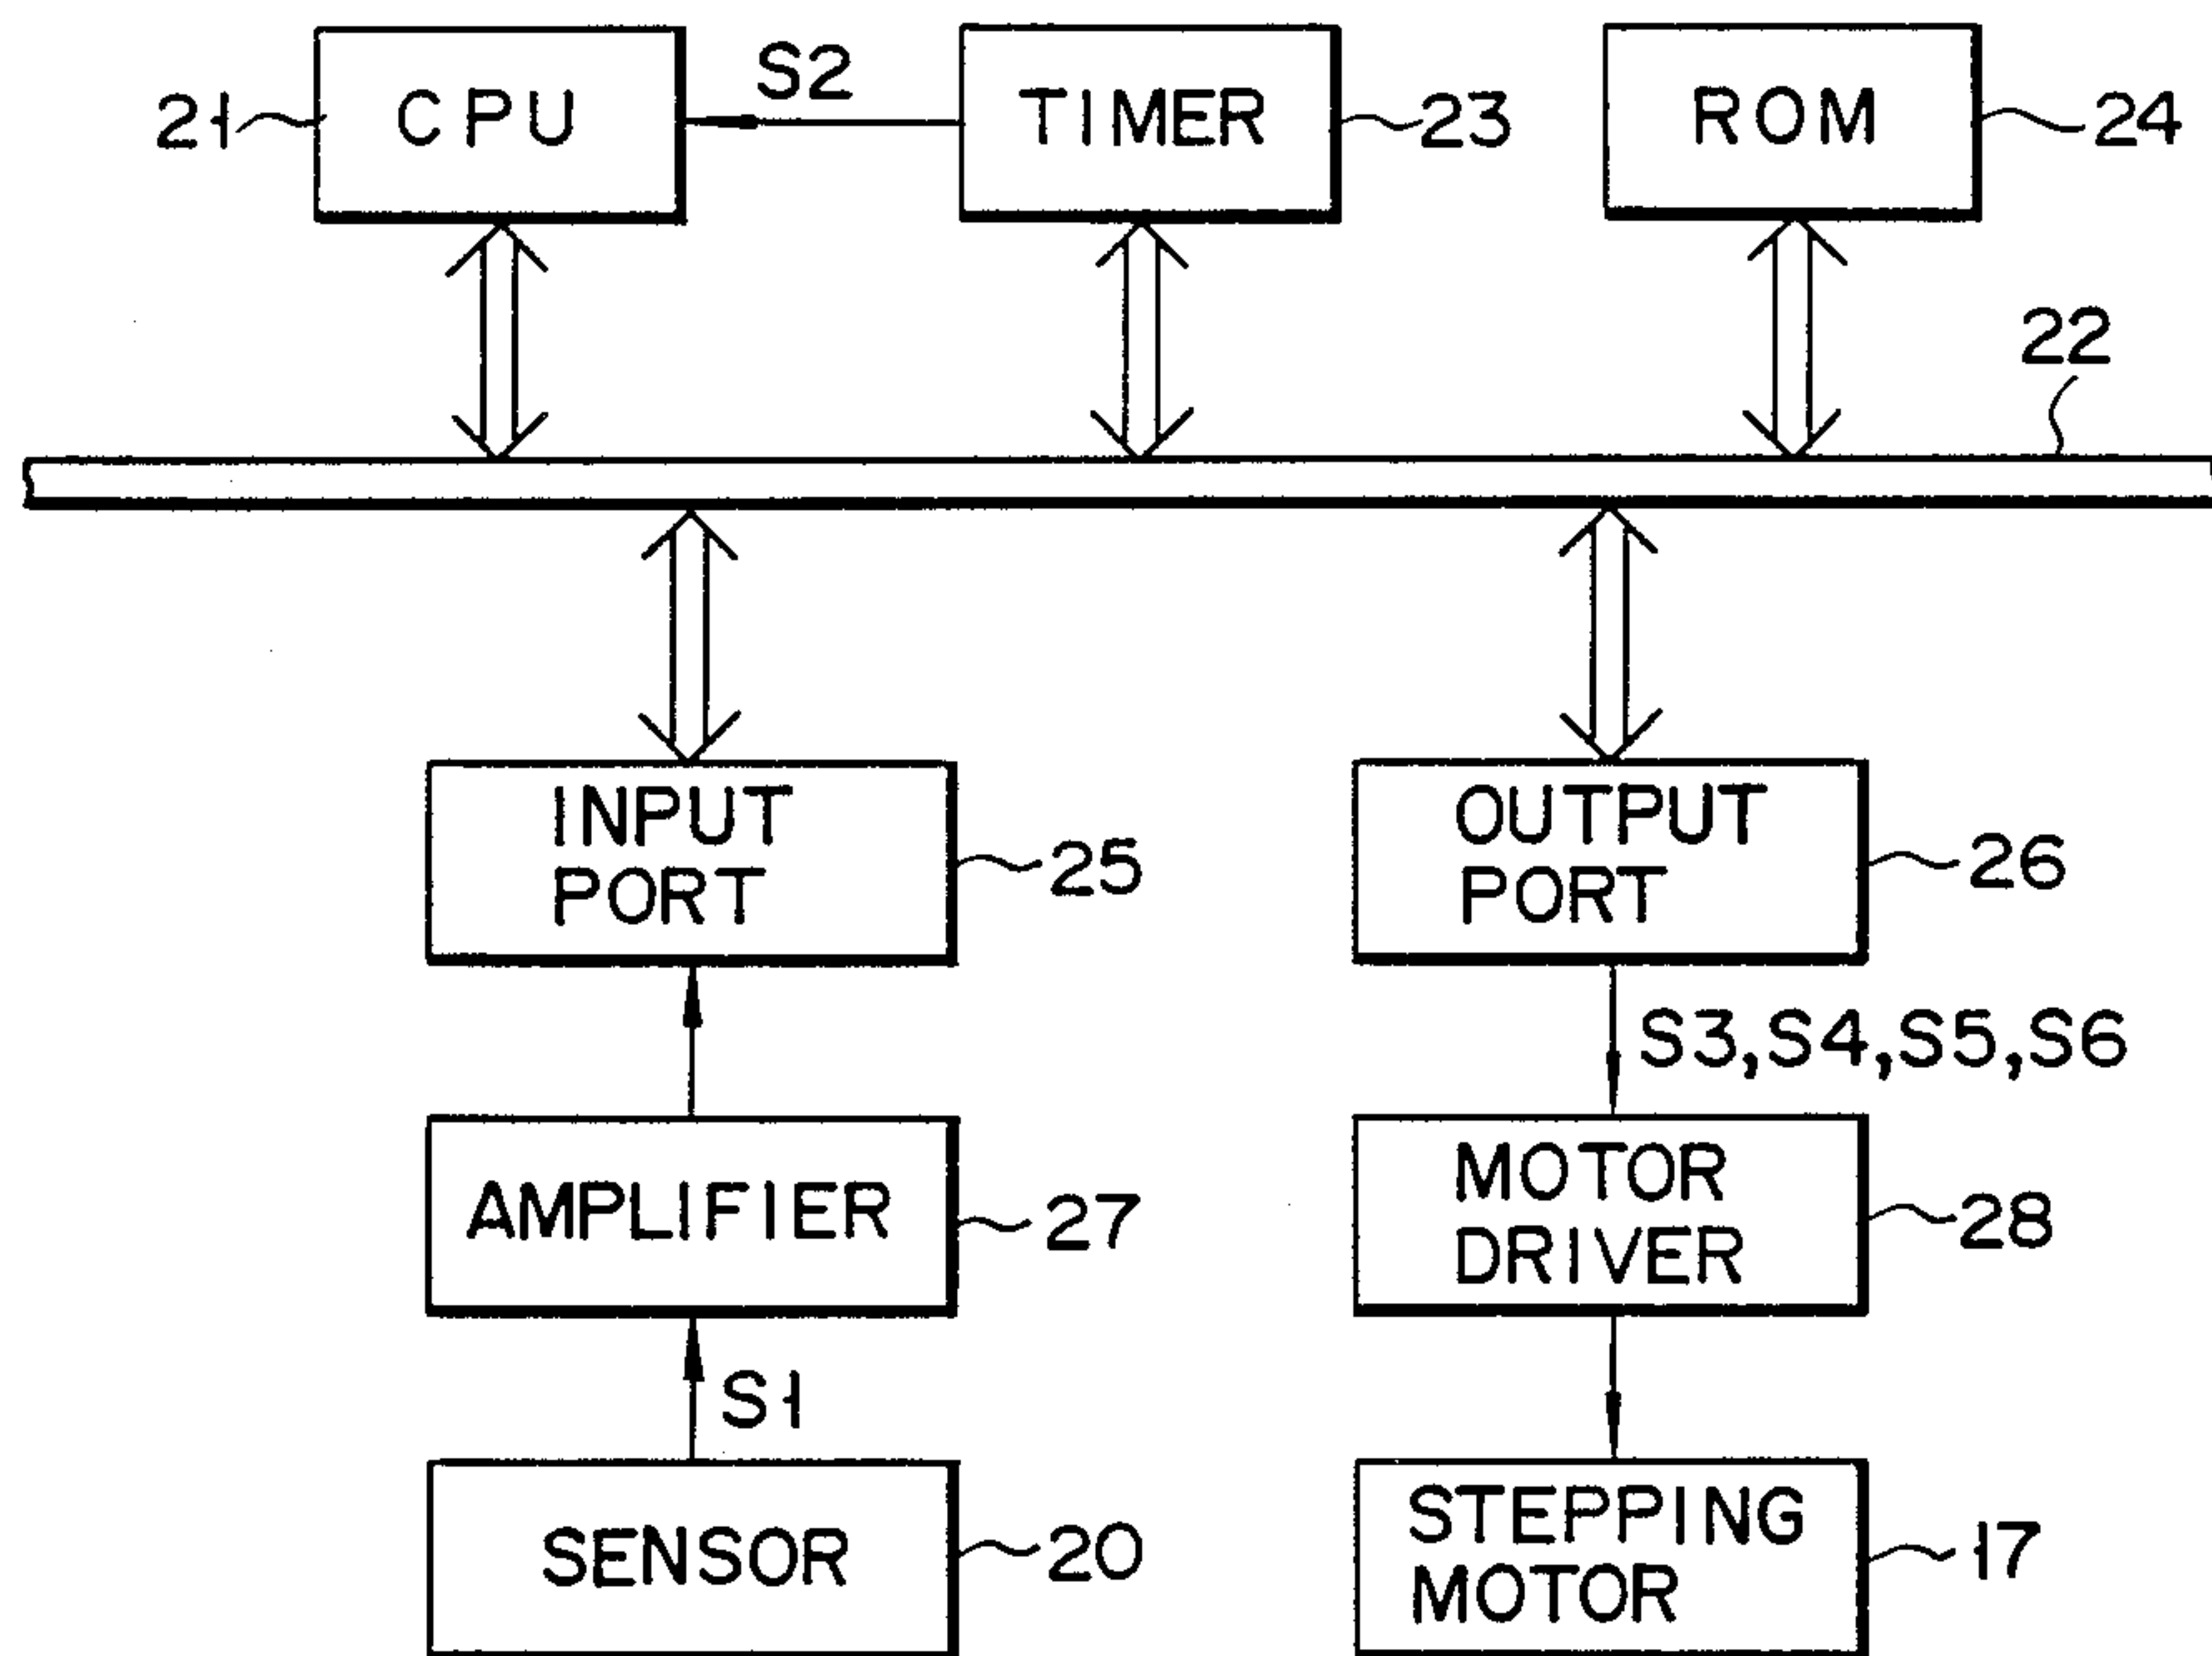 21
CPU
S2
TIMER
23
ROM
24
22
INPUT
PORT
25
OUTPUT
PORT
26
S3,S4,S5,S6
AMPLIFIER
27
MOTOR
DRIVER
28
S1
SENSOR
20
STEPPING
MOTOR
17